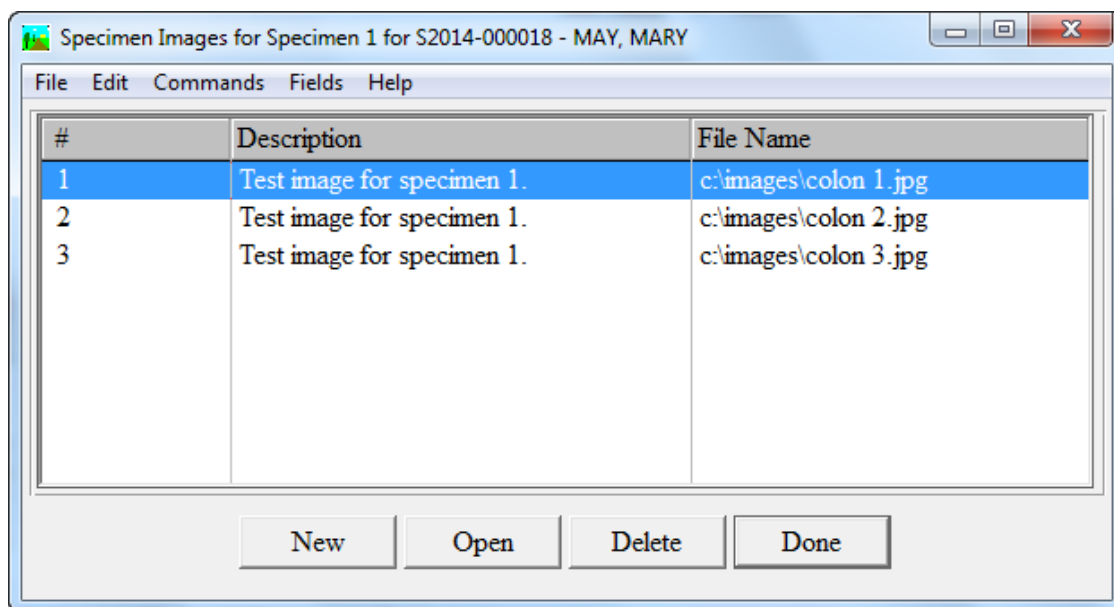 Specimen Images for Specimen 1 for S2014-000018 - MAY, MARY
File Edit Commands Fields Help
# Description File Name
1 Test image for specimen 1. c:\images\colon 1.jpg
2 Test image for specimen 1. c:\images\colon 2.jpg
3 Test image for specimen 1. c:\images\colon 3.jpg
New Open Delete Done